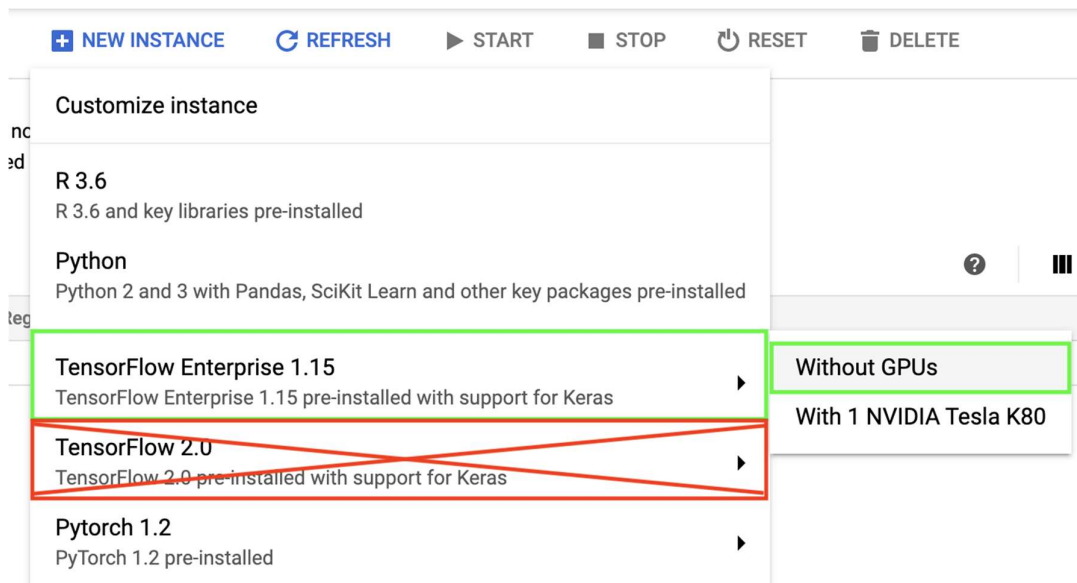 NEW INSTANCE REFRESH START STOP RESET DELETE
Customize instance
R 3.6
R 3.6 and key libraries pre-installed
Python
Python 2 and 3 with Pandas, SciKit Learn and other key packages pre-installed
TensorFlow Enterprise 1.15
TensorFlow Enterprise 1.15 pre-installed with support for Keras
Without GPUs
With 1 NVIDIA Tesla K80
TensorFlow 2.0
TensorFlow 2.0 pre-installed with support for Keras
Pytorch 1.2
PyTorch 1.2 pre-installed